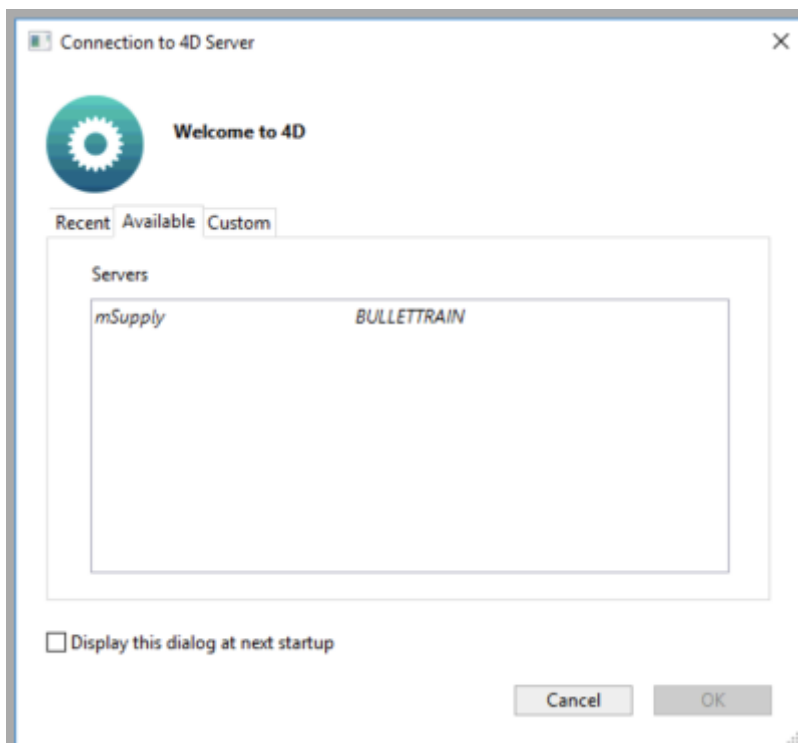 Connection to 4D Server
Welcome to 4D
Recent Available Custom
Servers
mSupply BULLETTRAIN
Display this dialog at next startup
Cancel OK